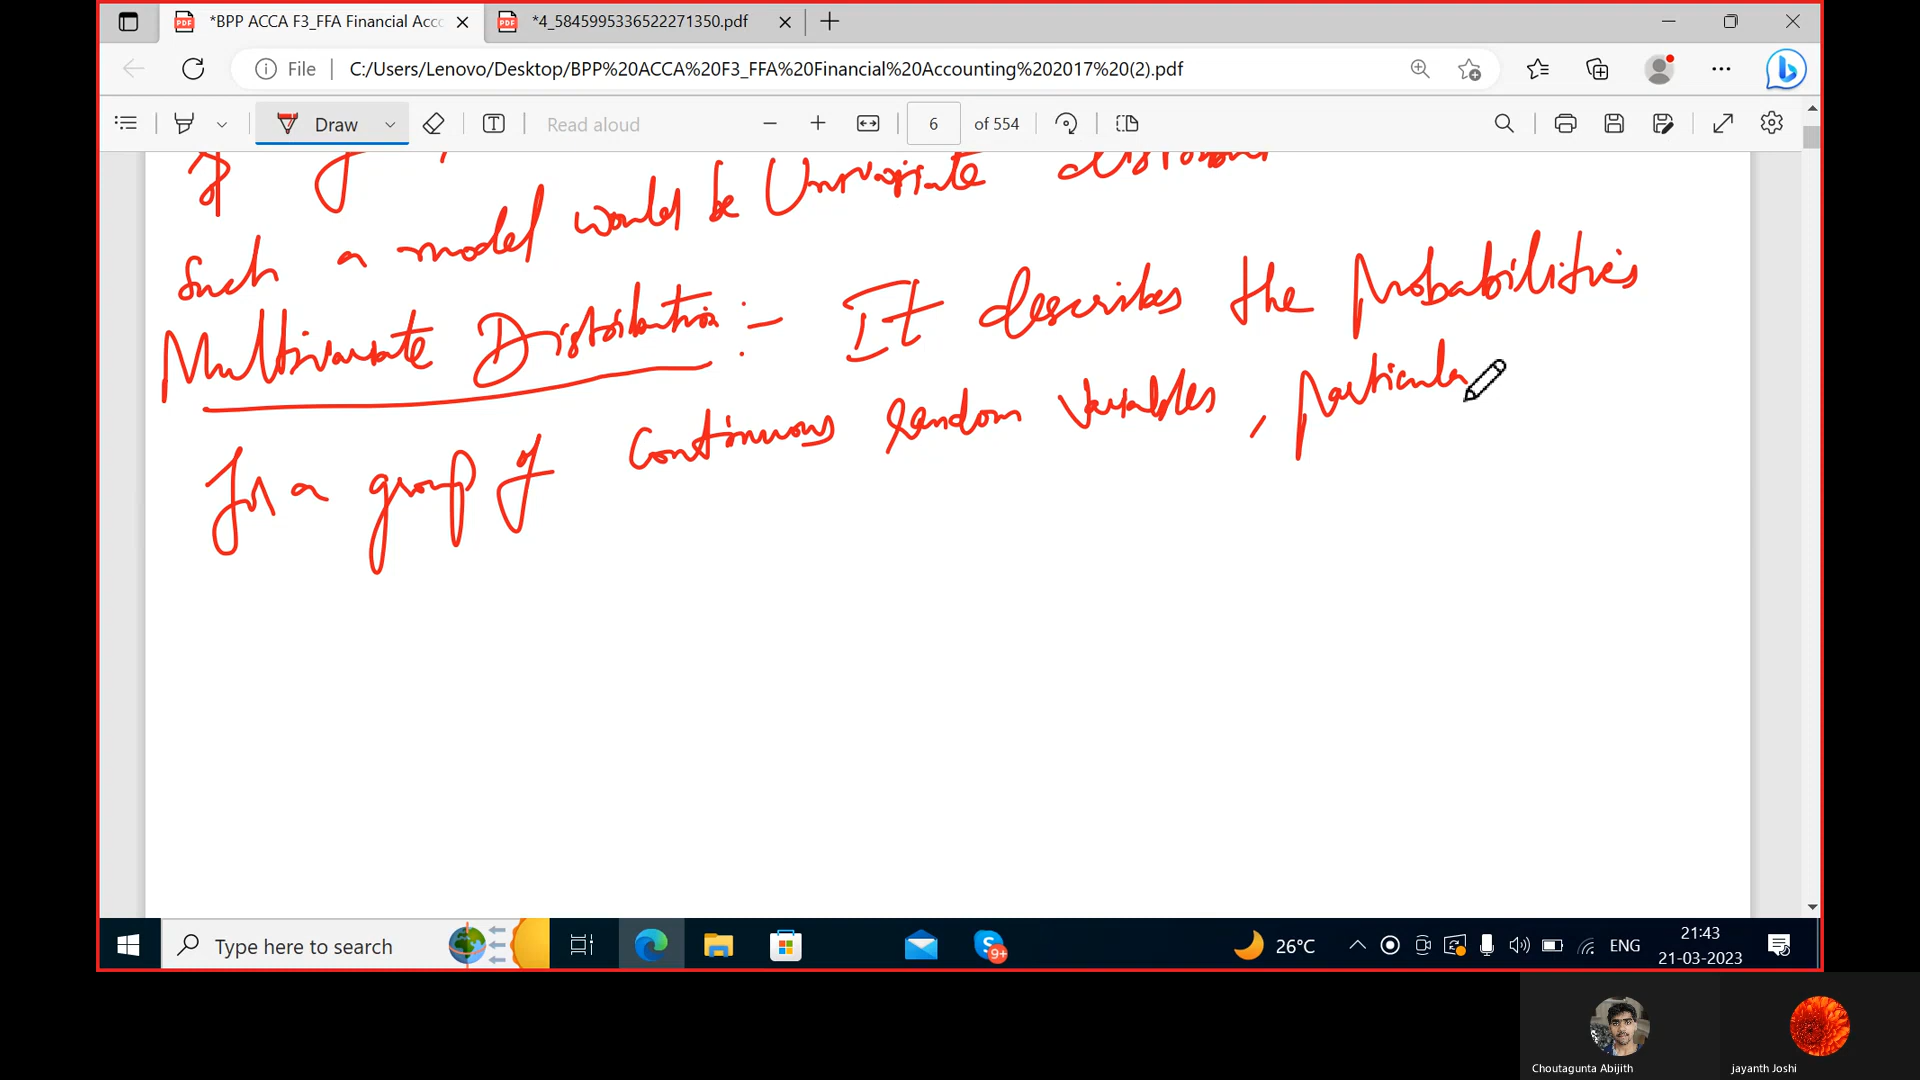 *BPP ACCA F3_FFA Financial Acc
*4_5845995336522271350.pdf
File
C:/Users/Lenovo/Desktop/BPP%20ACCA%20F3_FFA%20Financial%20Accounting%202017%20(2).pdf
Draw
Read aloud
6
of 554
Such a model would be Univariate
Multivariate Distribution :- It describes the Probabilities
for a group of Continuous random variables, particular
Type here to search
9+
26°C
ENG
21:43
21-03-2023
Choutagunta Abijith
jayanth Joshi